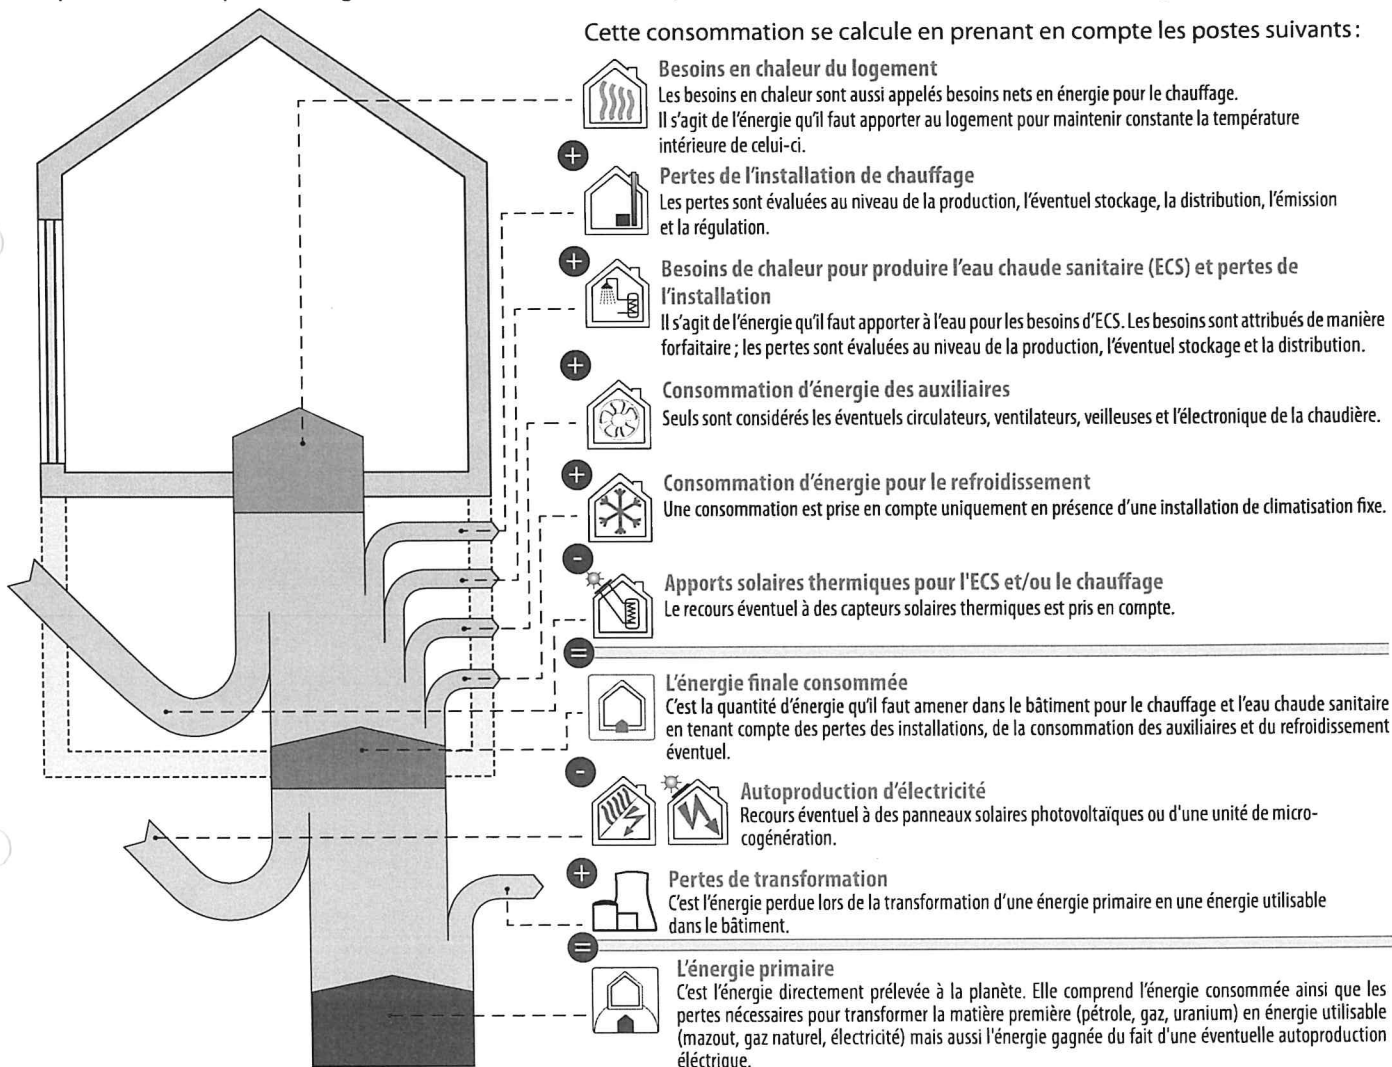 Cette consommation se calcule en prenant en compte les postes suivants :
Besoins en chaleur du logement
Les besoins en chaleur sont aussi appelés besoins nets en énergie pour le chauffage.
Il s'agit de l'énergie qu'il faut apporter au logement pour maintenir constante la température
intérieure de celui-ci.
+
Pertes de l'installation de chauffage
Les pertes sont évaluées au niveau de la production, l'éventuel stockage, la distribution, l'émission
et la régulation.
+
Besoins de chaleur pour produire l'eau chaude sanitaire (ECS) et pertes de
l'installation
Il s'agit de l'énergie qu'il faut apporter à l'eau pour les besoins d'ECS. Les besoins sont attribués de manière
forfaitaire ; les pertes sont évaluées au niveau de la production, l'éventuel stockage et la distribution.
+
Consommation d'énergie des auxiliaires
Seuls sont considérés les éventuels circulateurs, ventilateurs, veilleuses et l'électronique de la chaudière.
+
Consommation d'énergie pour le refroidissement
Une consommation est prise en compte uniquement en présence d'une installation de climatisation fixe.
-
Apports solaires thermiques pour l'ECS et/ou le chauffage
Le recours éventuel à des capteurs solaires thermiques est pris en compte.
=
L'énergie finale consommée
C'est la quantité d'énergie qu'il faut amener dans le bâtiment pour le chauffage et l'eau chaude sanitaire
en tenant compte des pertes des installations, de la consommation des auxiliaires et du refroidissement
éventuel.
-
Autoproduction d'électricité
Recours éventuel à des panneaux solaires photovoltaïques ou d'une unité de micro-
cogénération.
+
Pertes de transformation
C'est l'énergie perdue lors de la transformation d'une énergie primaire en une énergie utilisable
dans le bâtiment.
=
L'énergie primaire
C'est l'énergie directement prélevée à la planète. Elle comprend l'énergie consommée ainsi que les
pertes nécessaires pour transformer la matière première (pétrole, gaz, uranium) en énergie utilisable
(mazout, gaz naturel, électricité) mais aussi l'énergie gagnée du fait d'une éventuelle autoproduction
éléctrique.